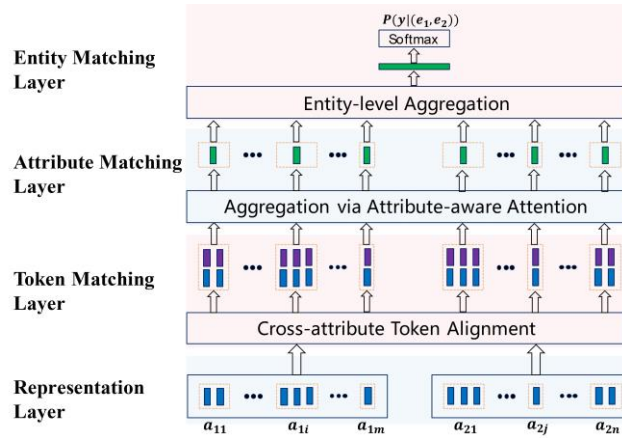 P(y|(e₁,e₂))
Softmax
Entity Matching
Layer
Entity-level Aggregation
Attribute Matching
Layer
Aggregation via Attribute-aware Attention
Token Matching
Layer
Cross-attribute Token Alignment
Representation
Layer
a₁₁ a₁ᵢ a₁ₘ a₂₁ a₂ⱼ a₂ₙ